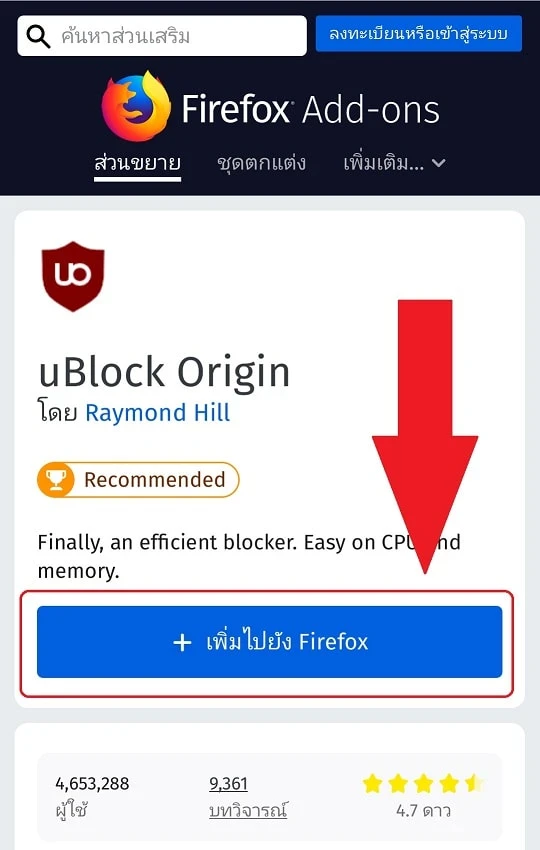 ค้นหาส่วนเสริม
ลงทะเบียนหรือเข้าสู่ระบบ
Firefox Add-ons
ส่วนขยาย ชุดตกแต่ง เพิ่มเติม...
uBlock Origin
โดย Raymond Hill
Recommended
Finally, an efficient blocker. Easy on CPU and
memory.
+ เพิ่มไปยัง Firefox
4,653,288 9,361
ผู้ใช้ บทวิจารณ์ 4.7 ดาว